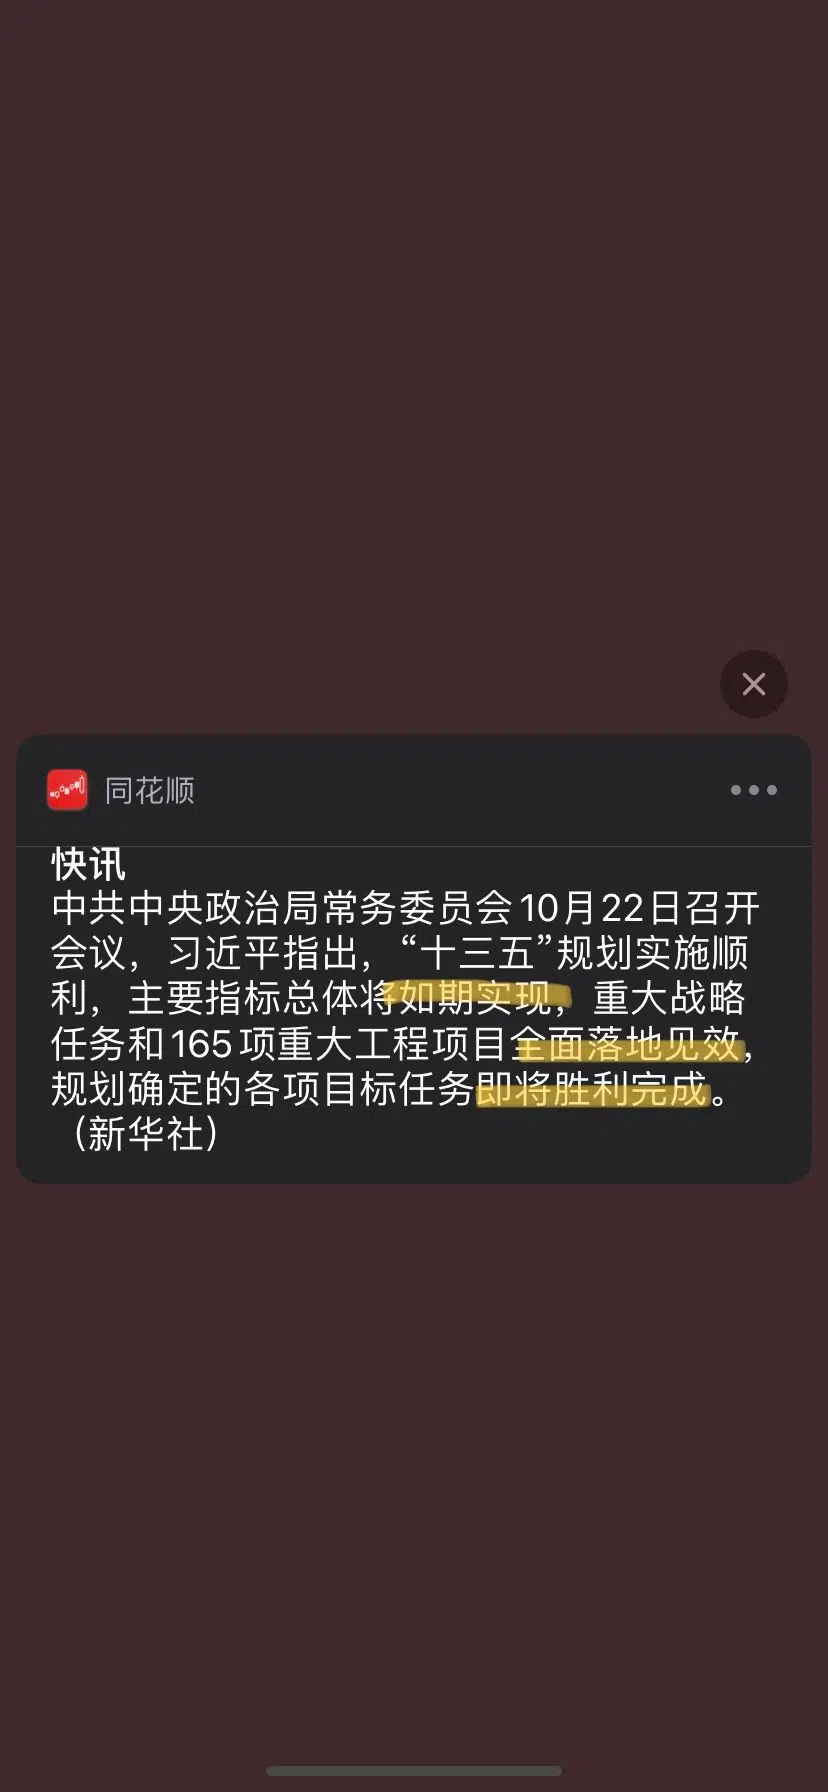 同花顺
快讯
中共中央政治局常务委员会10月22日召开
会议，习近平指出，“十三五”规划实施顺
利，主要指标总体将如期实现，重大战略
任务和165项重大工程项目全面落地见效，
规划确定的各项目标任务即将胜利完成。
（新华社）